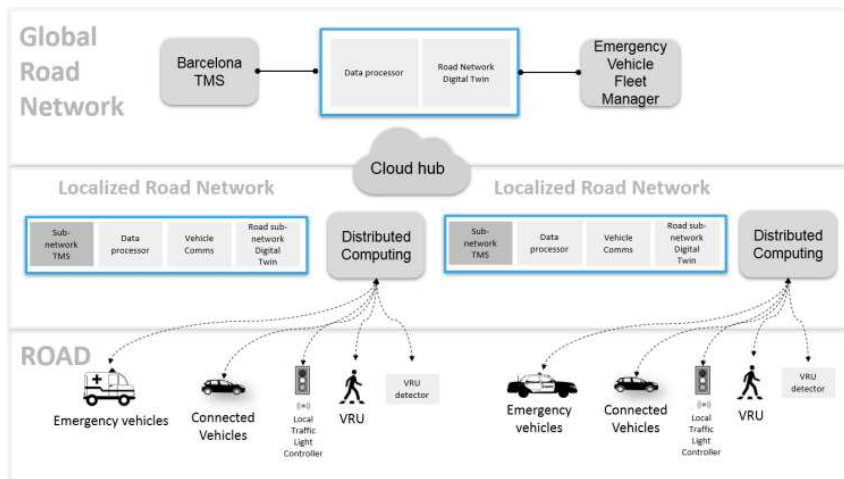 Global
Road
Network
Barcelona
TMS
Data processor
Road Network
Digital Twin
Emergency
Vehicle
Fleet
Manager
Cloud hub
Localized Road Network
Localized Road Network
Sub-
network
TMS
Data
processor
Vehicle
Comms
Road sub-
network
Digital
Twin
Distributed
Computing
Sub-
network
TMS
Data
processor
Vehicle
Comms
Road sub-
network
Digital
Twin
Distributed
Computing
ROAD
Emergency vehicles
Connected
Vehicles
Local
Traffic
Light
Controller
VRU
VRU
detector
Emergency
vehicles
Connected
Vehicles
Local
Traffic
Light
Controller
VRU
VRU
detector